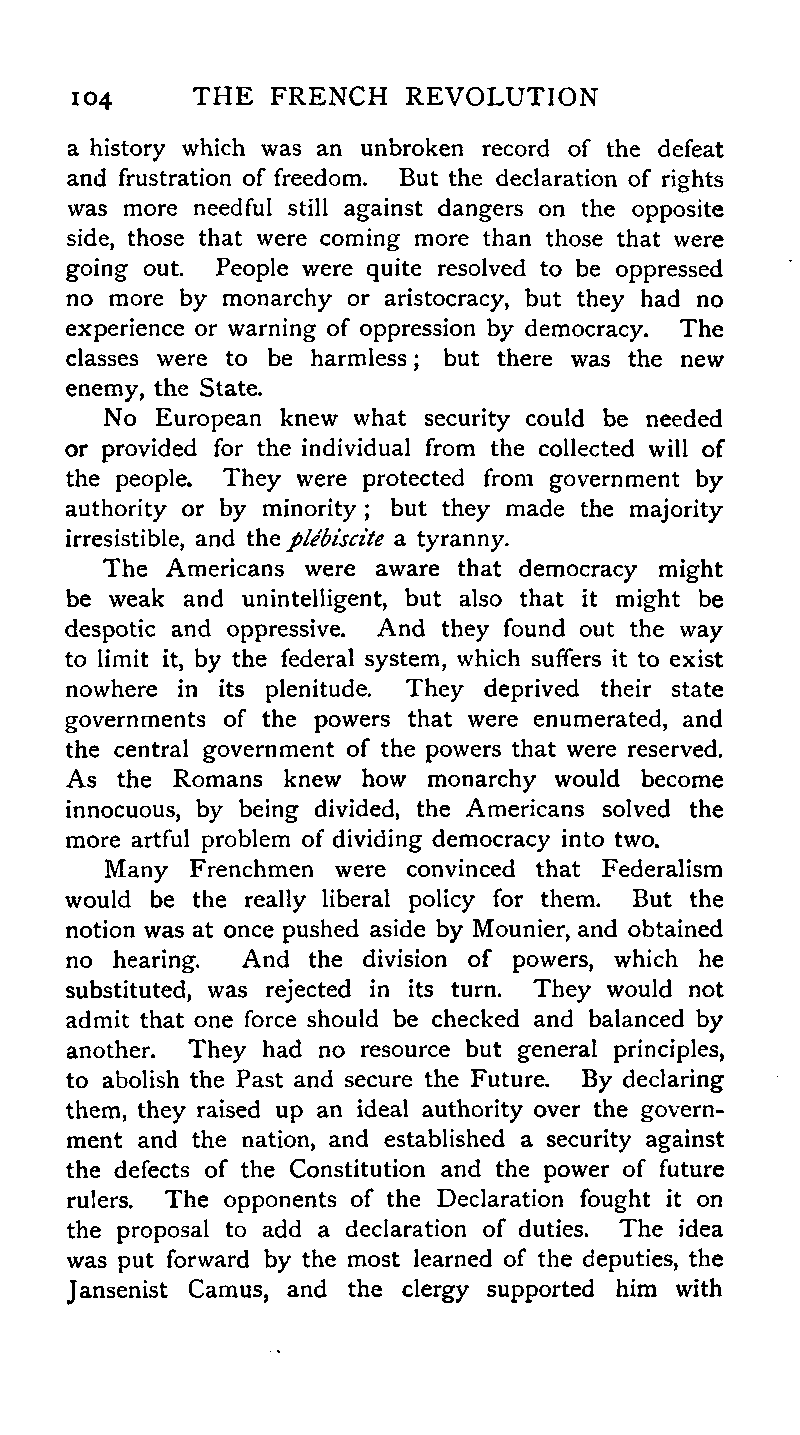 104 THE FRENCH REVOLUTION
a history which was an unbroken record of the defeat
and frustration of freedom. But the declaration of rights
was more needful still against dangers on the opposite
side, those that were coming more than those that were
going out. People were quite resolved to be oppressed
no more by monarchy or aristocracy, but they had no
experience or warning of oppression by democracy. The
classes were to be harmless; but there was the new
enemy, the State.
No European knew what security could be needed
or provided for the individual from the collected will of
the people. They were protected from government by
authority or by minority; but they made the majority
irresistible, and the plébiscite a tyranny.
The Americans were aware that democracy might
be weak and unintelligent, but also that it might be
despotic and oppressive. And they found out the way
to limit it, by the federal system, which suffers it to exist
nowhere in its plenitude. They deprived their state
governments of the powers that were enumerated, and
the central government of the powers that were reserved.
As the Romans knew how monarchy would become
innocuous, by being divided, the Americans solved the
more artful problem of dividing democracy into two.
Many Frenchmen were convinced that Federalism
would be the really liberal policy for them. But the
notion was at once pushed aside by Mounier, and obtained
no hearing. And the division of powers, which he
substituted, was rejected in its turn. They would not
admit that one force should be checked and balanced by
another. They had no resource but general principles,
to abolish the Past and secure the Future. By declaring
them, they raised up an ideal authority over the govern-
ment and the nation, and established a security against
the defects of the Constitution and the power of future
rulers. The opponents of the Declaration fought it on
the proposal to add a declaration of duties. The idea
was put forward by the most learned of the deputies, the
Jansenist Camus, and the clergy supported him with